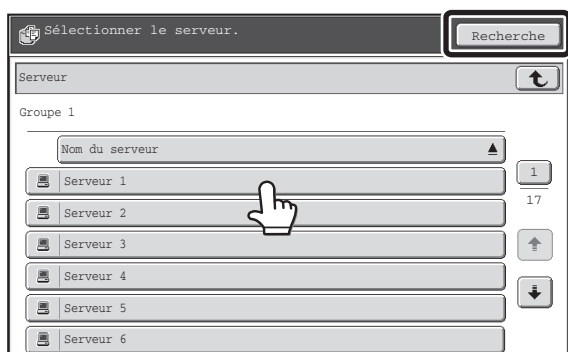 Sélectionner le serveur.
Recherche
Serveur
Groupe 1
Nom du serveur
Serveur 1
1
17
Serveur 2
Serveur 3
Serveur 4
Serveur 5
Serveur 6